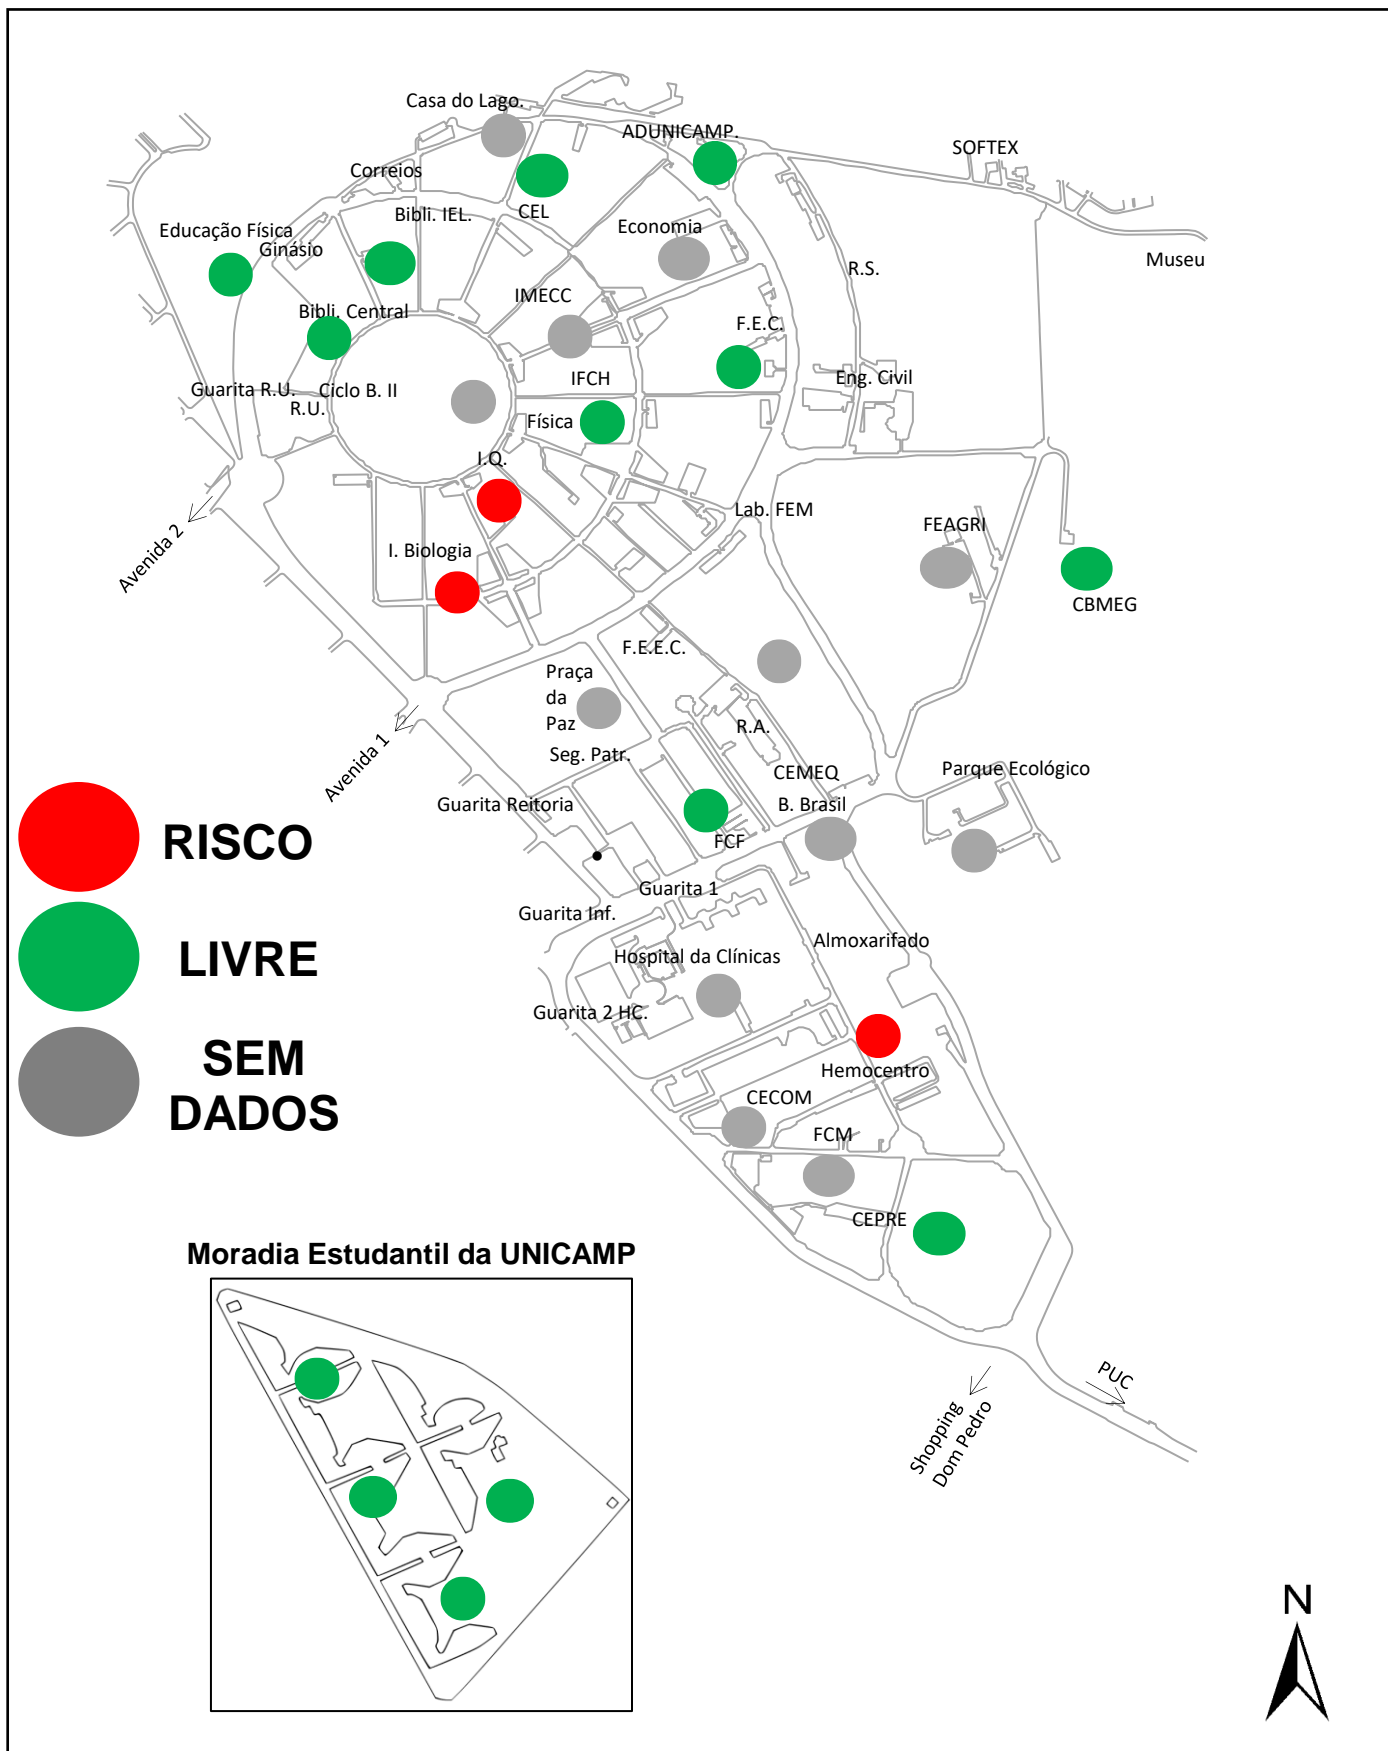 Casa do Lago.
ADUNICAMP.
SOFTEX
Correios
Bibli. IEL.
CEL
Economia
Educação Física
Ginásio
Museu
R.S.
IMECC
Bibli. Central
F.E.C.
IFCH
Eng. Civil
Guarita R.U.
Ciclo B. II
R.U.
Física
I.Q.
Lab. FEM
FEAGRI
Avenida 2
I. Biologia
CBMEG
F.E.E.C.
Praça
da
Paz
R.A.
Avenida 1
Seg. Patr.
CEMEQ
Parque Ecológico
Guarita Reitoria
B. Brasil
RISCO
FCF
Guarita 1
Guarita Inf.
LIVRE
Almoxarifado
Hospital da Clínicas
Guarita 2 HC.
SEM
DADOS
Hemocentro
CECOM
FCM
CEPRE
Moradia Estudantil da UNICAMP
PUC
Shopping
Dom Pedro
N